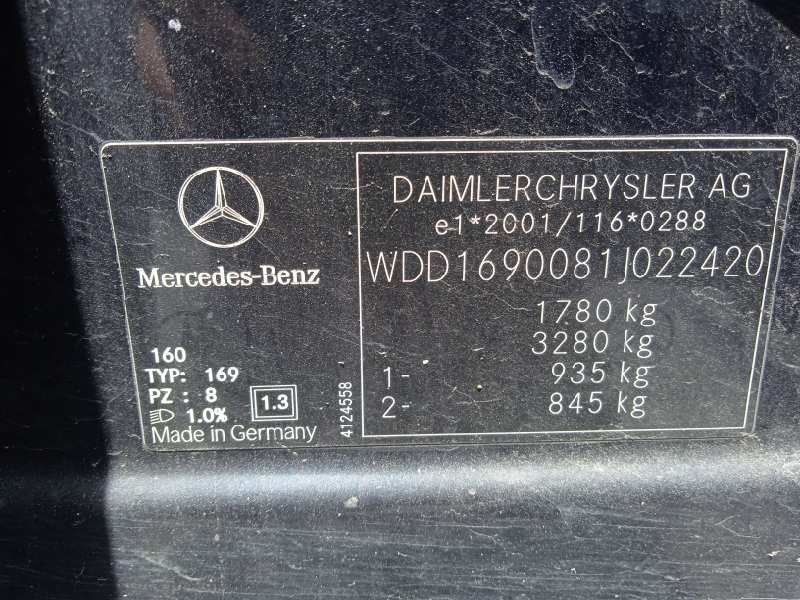 Mercedes-Benz
160
TYP: 169
PZ : 8
1.0%
1.3
Made in Germany
4124558
DAIMLERCHRYSLER AG
e1*2001/116*0288
WDD1690081J022420
1780 kg
3280 kg
1- 935 kg
2- 845 kg